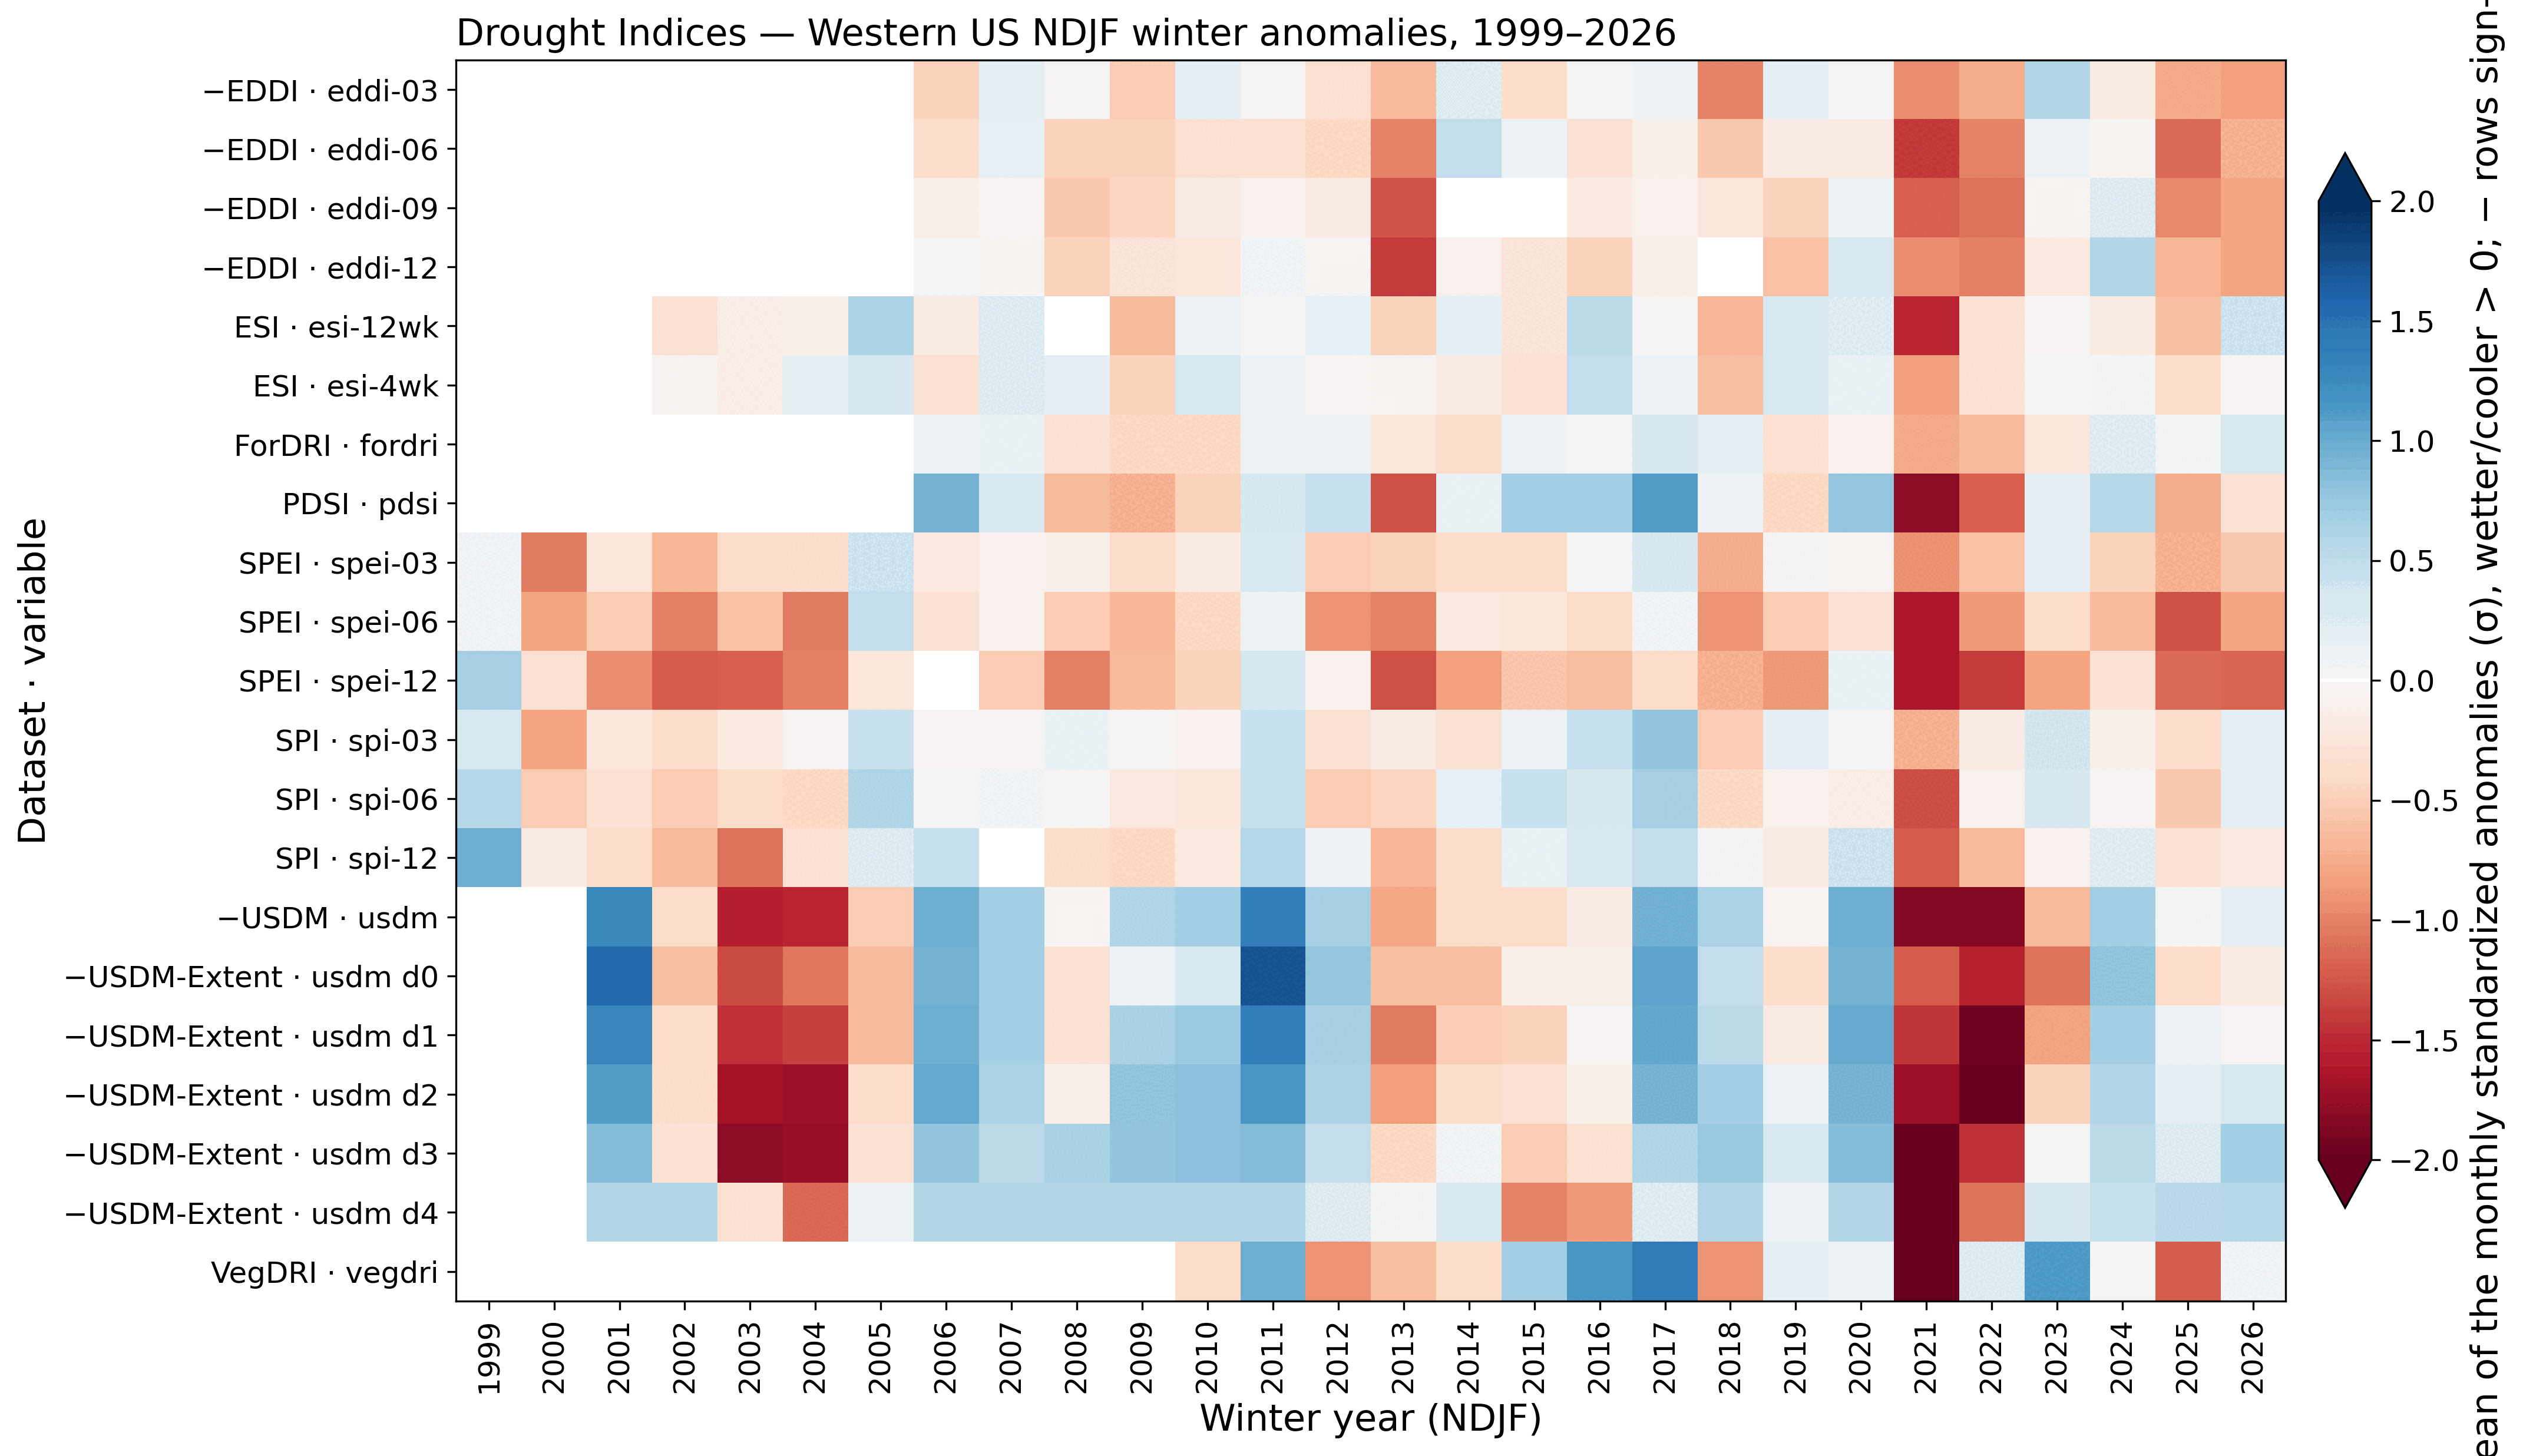 Drought Indices — Western US NDJF winter anomalies, 1999–2026
Dataset · variable
−EDDI · eddi-03
−EDDI · eddi-06
−EDDI · eddi-09
−EDDI · eddi-12
ESI · esi-12wk
ESI · esi-4wk
ForDRI · fordri
PDSI · pdsi
SPEI · spei-03
SPEI · spei-06
SPEI · spei-12
SPI · spi-03
SPI · spi-06
SPI · spi-12
−USDM · usdm
−USDM-Extent · usdm d0
−USDM-Extent · usdm d1
−USDM-Extent · usdm d2
−USDM-Extent · usdm d3
−USDM-Extent · usdm d4
VegDRI · vegdri
1999 2000 2001 2002 2003 2004 2005 2006 2007 2008 2009 2010 2011 2012 2013 2014 2015 2016 2017 2018 2019 2020 2021 2022 2023 2024 2025 2026
Winter year (NDJF)
2.0
1.5
1.0
0.5
0.0
−0.5
−1.0
−1.5
−2.0
of the monthly standardized anomalies (σ), wetter/cooler > 0; − rows